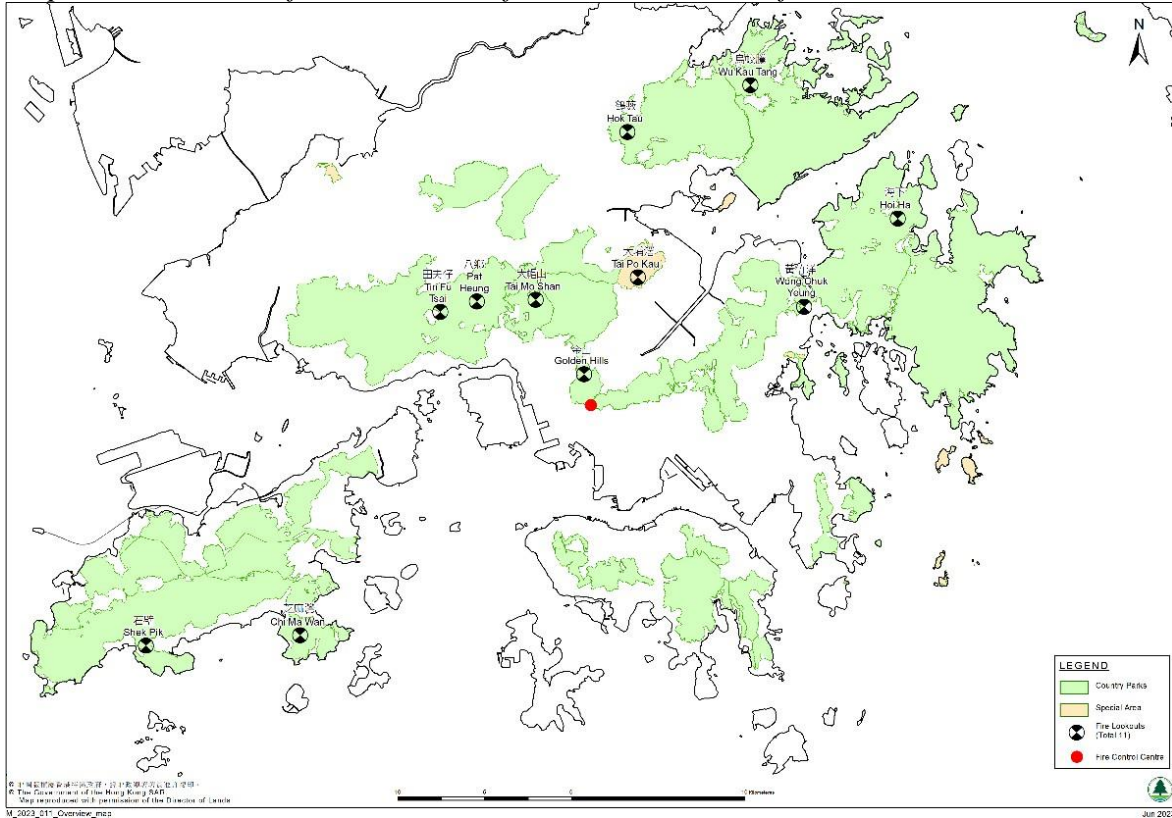 烏蛟騰
Wu Kau Tang
鶴藪
Hok Tau
海下
Hoi Ha
大埔滘
Tai Po Kau
田夫仔
Tin Fu
Tsai
八鄉
Pat
Heung
大帽山
Tai Mo Shan
黃竹洋
Wong Chuk
Yeung
金山
Golden Hills
石壁
Shek Pik
芝麻灣
Chi Ma Wan
N
LEGEND
Country Parks
Special Area
Fire Lookouts
(Total 11)
Fire Control Centre
© The Government of the Hong Kong SAR
Map reproduced with permission of the Director of Lands
10 Kilometers
M_2023_011_Overview_map